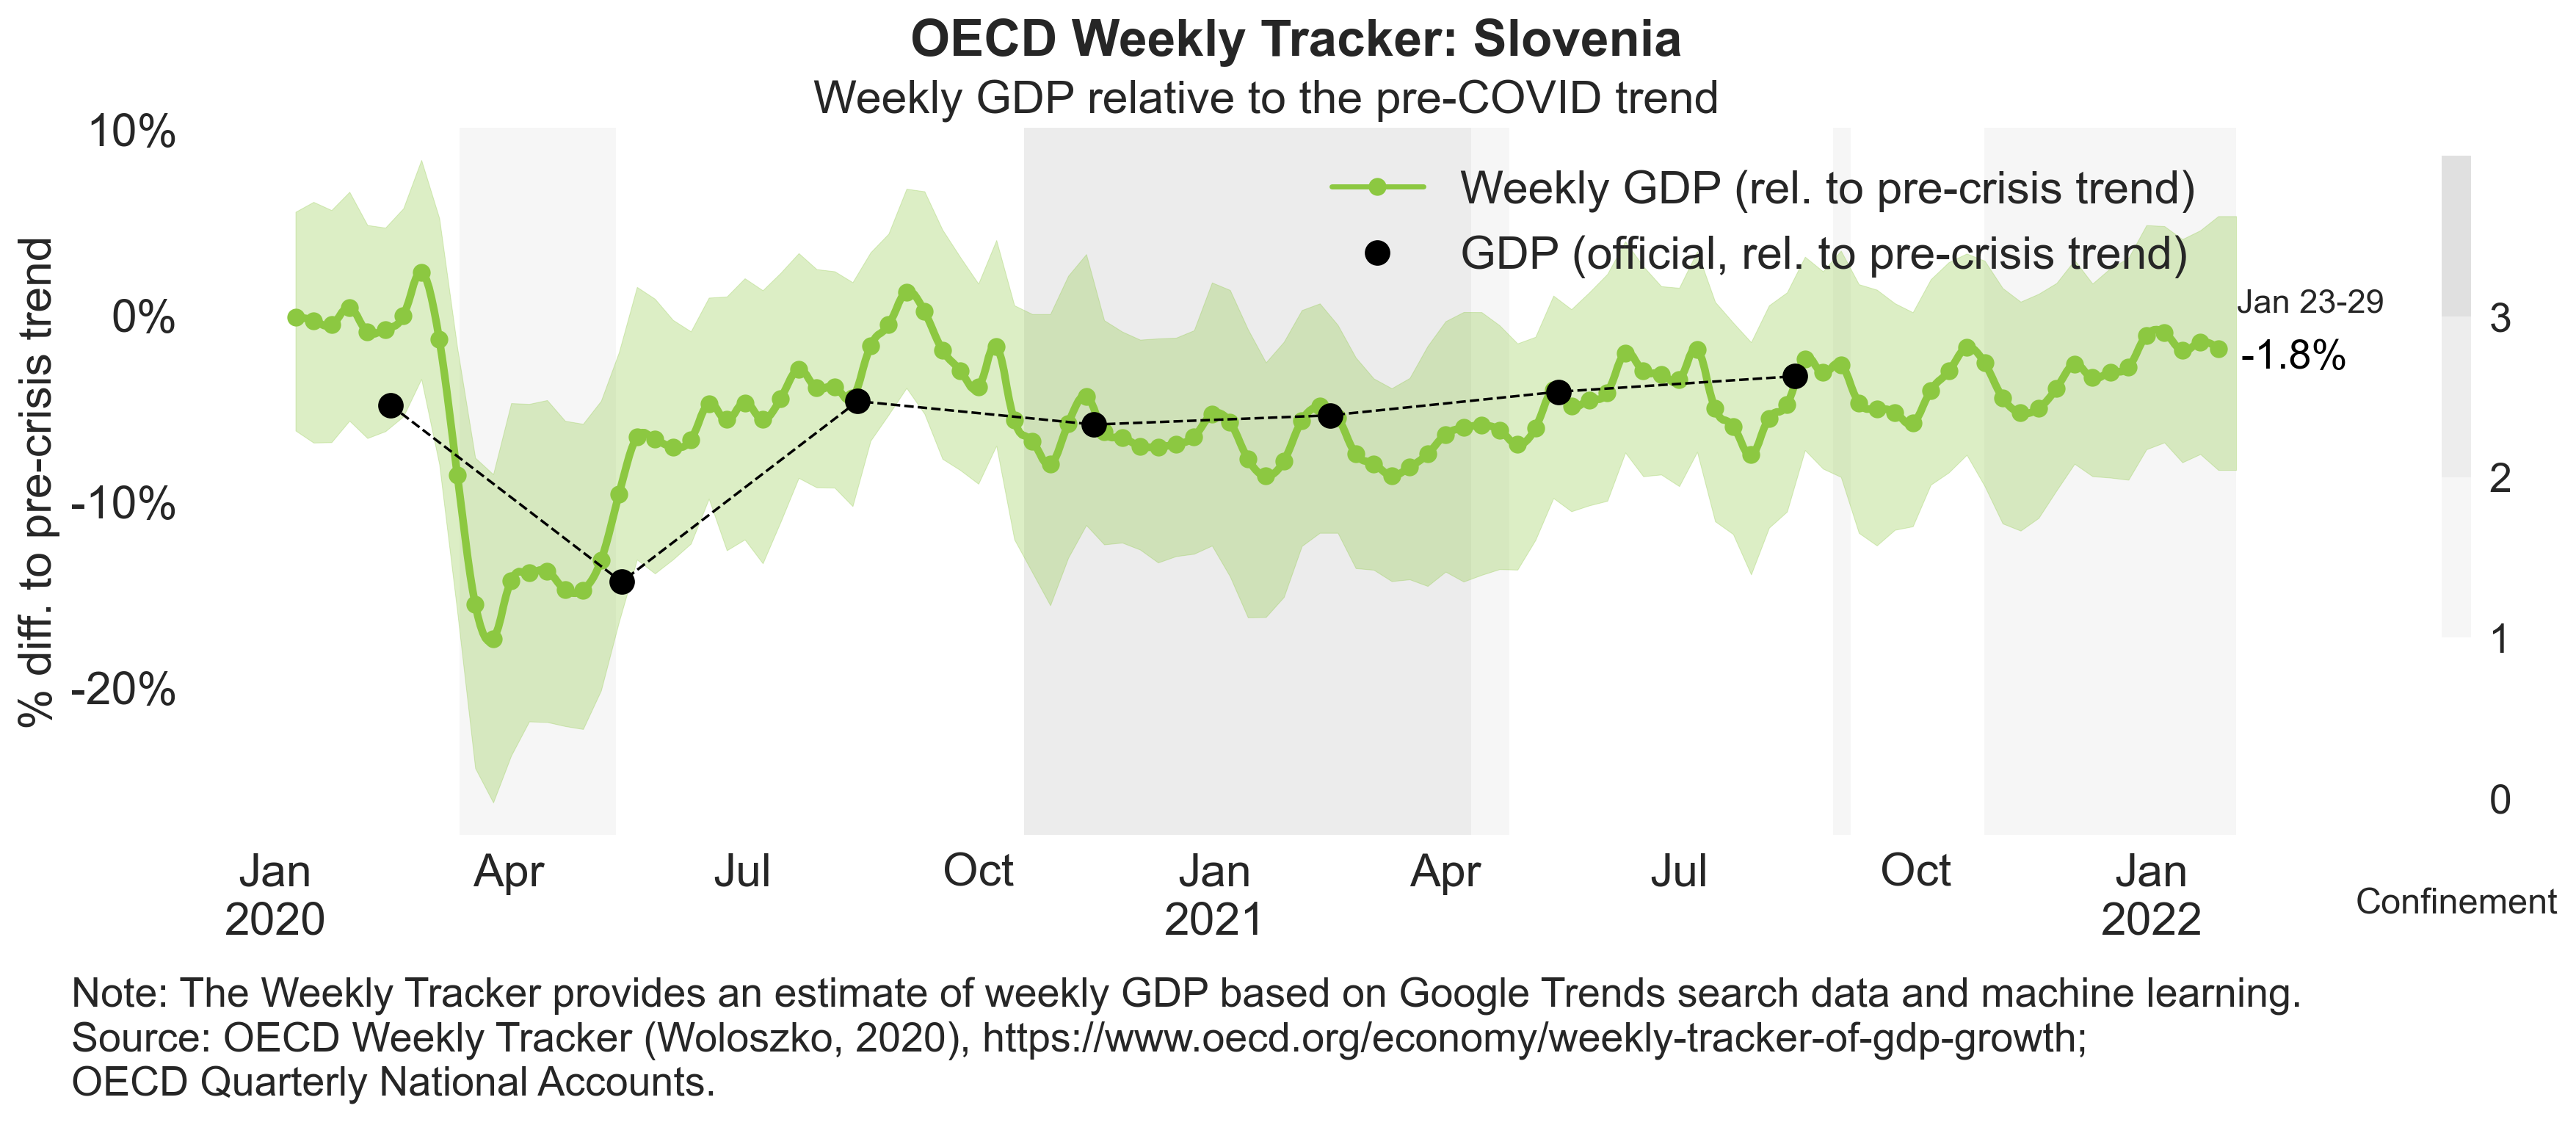 OECD Weekly Tracker: Slovenia
Weekly GDP relative to the pre-COVID trend
% diff. to pre-crisis trend
10%
0%
-10%
-20%
Weekly GDP (rel. to pre-crisis trend)
GDP (official, rel. to pre-crisis trend)
Jan 23-29
-1.8%
3
2
1
0
Confinement
Jan Apr Jul Oct Jan Apr Jul Oct Jan
2020 2021 2022
Note: The Weekly Tracker provides an estimate of weekly GDP based on Google Trends search data and machine learning.
Source: OECD Weekly Tracker (Woloszko, 2020), https://www.oecd.org/economy/weekly-tracker-of-gdp-growth;
OECD Quarterly National Accounts.